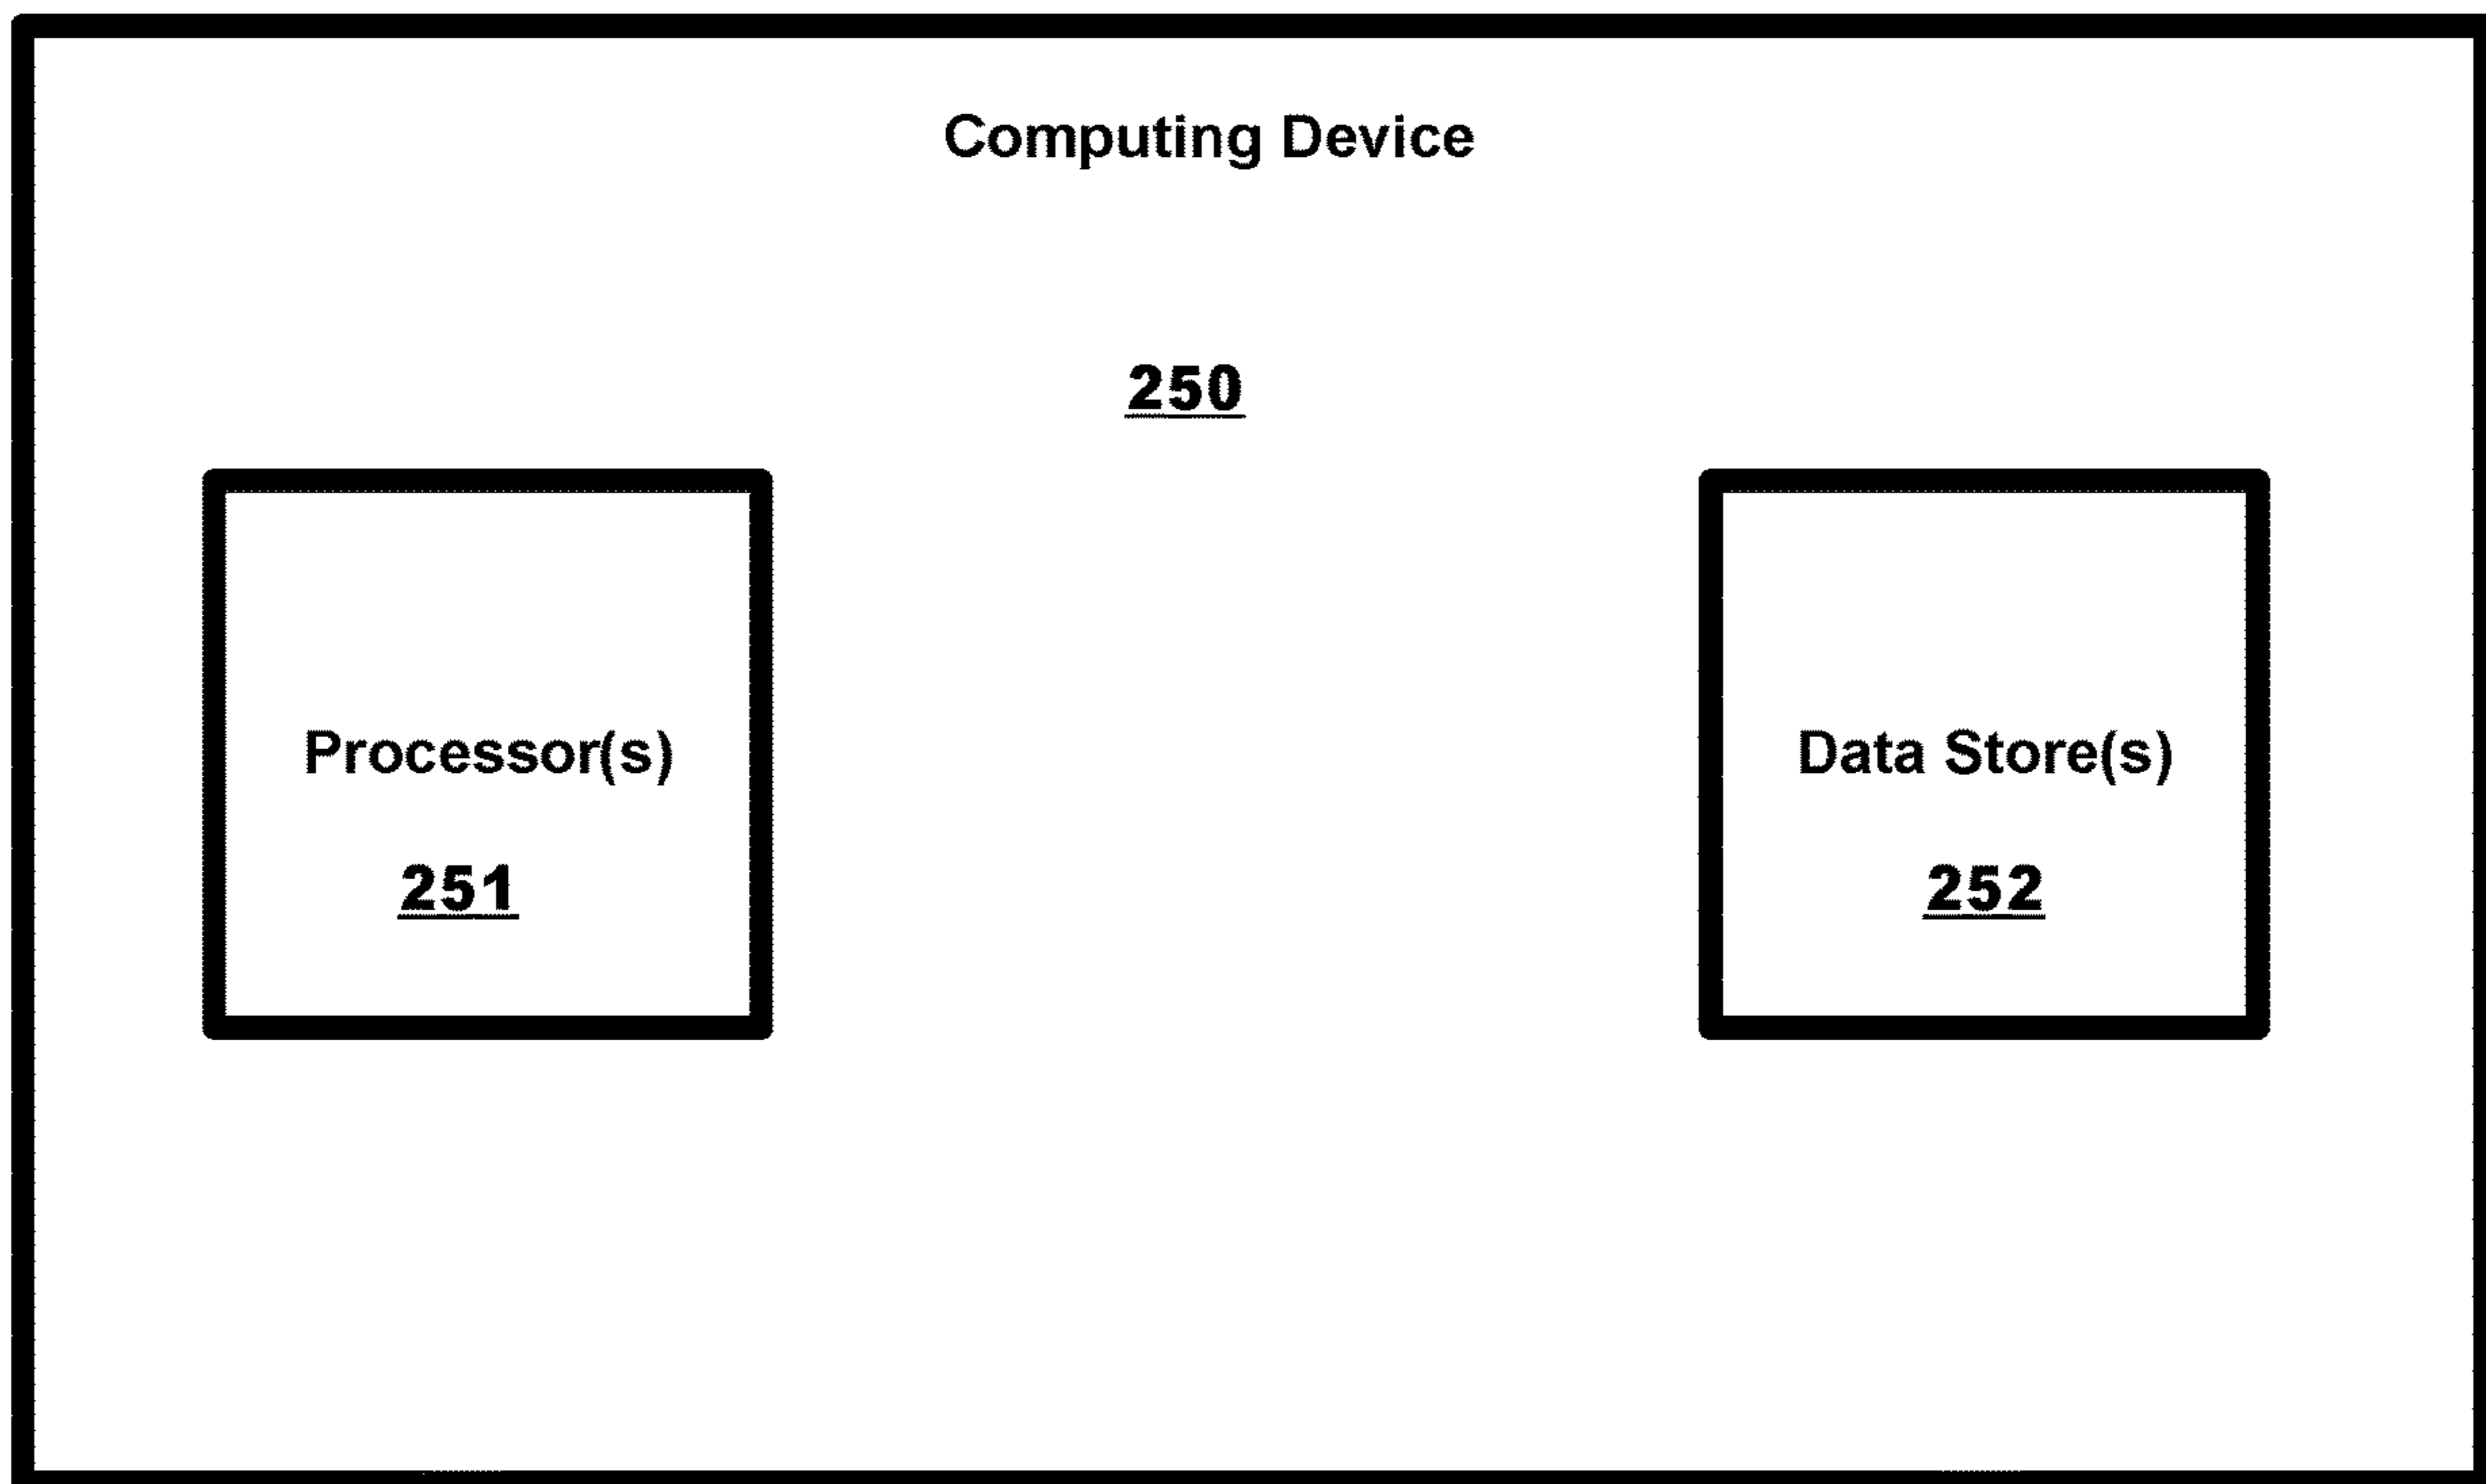 Computing Device
250
Processor(s)
251
Data Store(s)
252